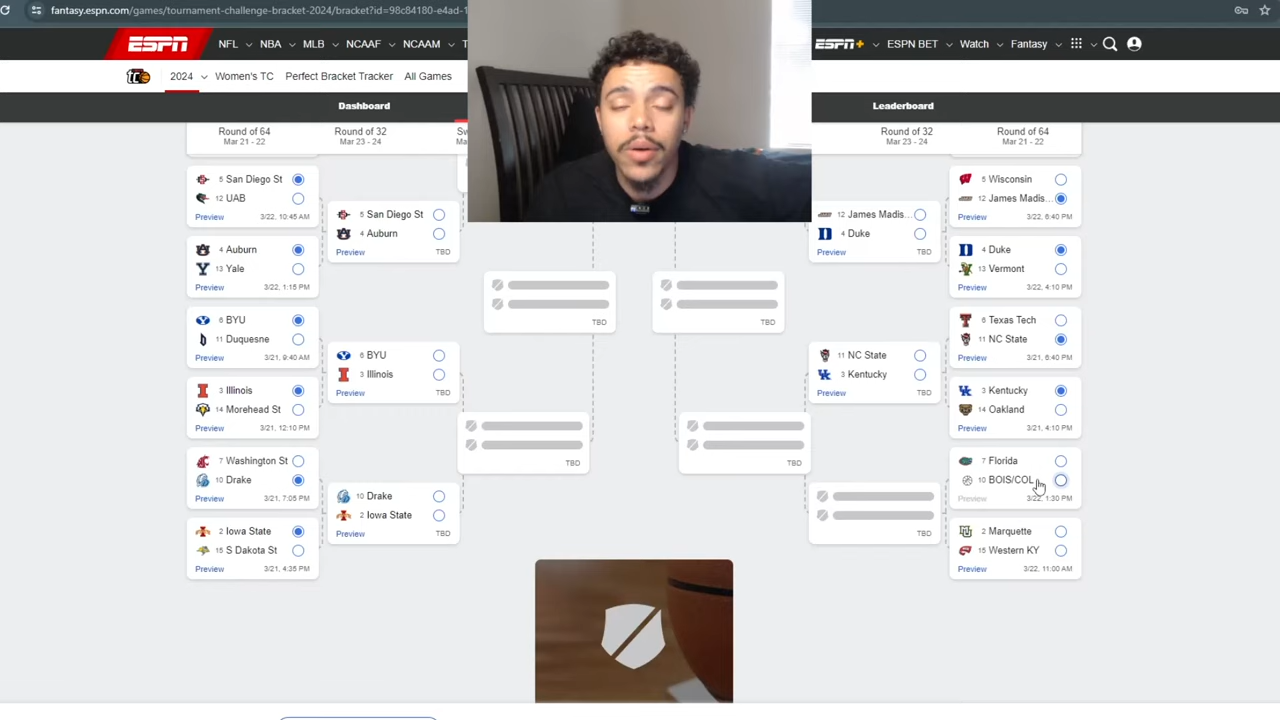 fantasy.espn.com/games/tournament-challenge-bracket-2024/bracket?id=98c84180-e4ad-1
ESPN
NFL
NBA
MLB
NCAAF
NCAAM
ESPN+
ESPN BET
Watch
Fantasy
2024
Women's TC
Perfect Bracket Tracker
All Games
Dashboard
Leaderboard
Round of 64
Mar 21 - 22
Round of 32
Mar 23 - 24
Round of 32
Mar 23 - 24
Round of 64
Mar 21 - 22
5 San Diego St
12 UAB
Preview 3/22, 10:45 AM
4 Auburn
13 Yale
Preview 3/22, 1:15 PM
6 BYU
11 Duquesne
Preview 3/21, 9:40 AM
3 Illinois
14 Morehead St
Preview 3/21, 12:10 PM
7 Washington St
10 Drake
Preview 3/21, 7:05 PM
2 Iowa State
15 S Dakota St
Preview 3/21, 4:35 PM
5 San Diego St
4 Auburn
Preview TBD
6 BYU
3 Illinois
Preview TBD
10 Drake
2 Iowa State
Preview TBD
TBD
TBD
TBD
TBD
12 James Madis...
4 Duke
Preview TBD
11 NC State
3 Kentucky
Preview TBD
TBD
5 Wisconsin
12 James Madis...
Preview 3/22, 6:40 PM
4 Duke
13 Vermont
Preview 3/22, 4:10 PM
6 Texas Tech
11 NC State
Preview 3/21, 6:40 PM
3 Kentucky
14 Oakland
Preview 3/21, 4:10 PM
7 Florida
10 BOIS/COL
Preview 3/22, 1:30 PM
2 Marquette
15 Western KY
Preview 3/22, 11:00 AM